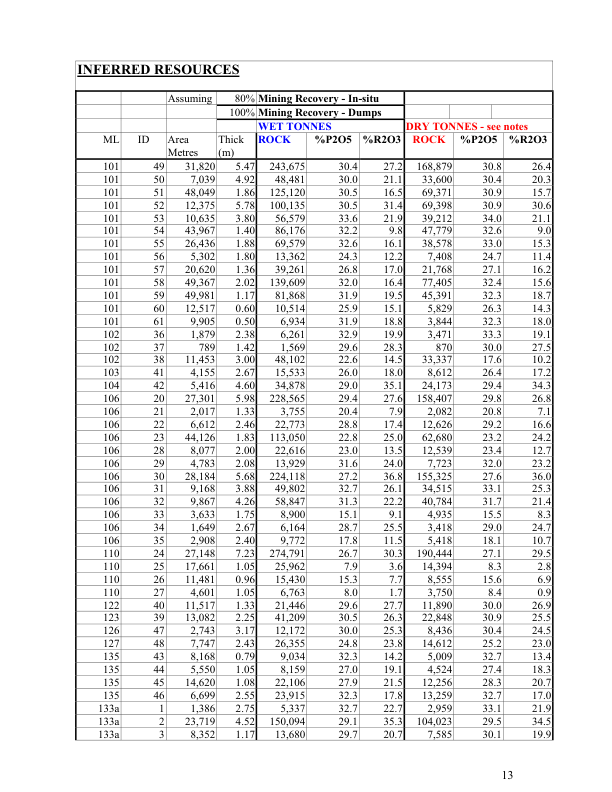 INFERRED RESOURCES
Assuming 80% Mining Recovery - In-situ
100% Mining Recovery - Dumps
WET TONNES DRY TONNES - see notes
ML ID Area Thick ROCK %P2O5 %R2O3 ROCK %P2O5 %R2O3
Metres (m)
101 49 31,820 5.47 243,675 30.4 27.2 168,879 30.8 26.4
101 50 7,039 4.92 48,481 30.0 21.1 33,600 30.4 20.3
101 51 48,049 1.86 125,120 30.5 16.5 69,371 30.9 15.7
101 52 12,375 5.78 100,135 30.5 31.4 69,398 30.9 30.6
101 53 10,635 3.80 56,579 33.6 21.9 39,212 34.0 21.1
101 54 43,967 1.40 86,176 32.2 9.8 47,779 32.6 9.0
101 55 26,436 1.88 69,579 32.6 16.1 38,578 33.0 15.3
101 56 5,302 1.80 13,362 24.3 12.2 7,408 24.7 11.4
101 57 20,620 1.36 39,261 26.8 17.0 21,768 27.1 16.2
101 58 49,367 2.02 139,609 32.0 16.4 77,405 32.4 15.6
101 59 49,981 1.17 81,868 31.9 19.5 45,391 32.3 18.7
101 60 12,517 0.60 10,514 25.9 15.1 5,829 26.3 14.3
101 61 9,905 0.50 6,934 31.9 18.8 3,844 32.3 18.0
102 36 1,879 2.38 6,261 32.9 19.9 3,471 33.3 19.1
102 37 789 1.42 1,569 29.6 28.3 870 30.0 27.5
102 38 11,453 3.00 48,102 22.6 14.5 33,337 17.6 10.2
103 41 4,155 2.67 15,533 26.0 18.0 8,612 26.4 17.2
104 42 5,416 4.60 34,878 29.0 35.1 24,173 29.4 34.3
106 20 27,301 5.98 228,565 29.4 27.6 158,407 29.8 26.8
106 21 2,017 1.33 3,755 20.4 7.9 2,082 20.8 7.1
106 22 6,612 2.46 22,773 28.8 17.4 12,626 29.2 16.6
106 23 44,126 1.83 113,050 22.8 25.0 62,680 23.2 24.2
106 28 8,077 2.00 22,616 23.0 13.5 12,539 23.4 12.7
106 29 4,783 2.08 13,929 31.6 24.0 7,723 32.0 23.2
106 30 28,184 5.68 224,118 27.2 36.8 155,325 27.6 36.0
106 31 9,168 3.88 49,802 32.7 26.1 34,515 33.1 25.3
106 32 9,867 4.26 58,847 31.3 22.2 40,784 31.7 21.4
106 33 3,633 1.75 8,900 15.1 9.1 4,935 15.5 8.3
106 34 1,649 2.67 6,164 28.7 25.5 3,418 29.0 24.7
106 35 2,908 2.40 9,772 17.8 11.5 5,418 18.1 10.7
110 24 27,148 7.23 274,791 26.7 30.3 190,444 27.1 29.5
110 25 17,661 1.05 25,962 7.9 3.6 14,394 8.3 2.8
110 26 11,481 0.96 15,430 15.3 7.7 8,555 15.6 6.9
110 27 4,601 1.05 6,763 8.0 1.7 3,750 8.4 0.9
122 40 11,517 1.33 21,446 29.6 27.7 11,890 30.0 26.9
123 39 13,082 2.25 41,209 30.5 26.3 22,848 30.9 25.5
126 47 2,743 3.17 12,172 30.0 25.3 8,436 30.4 24.5
127 48 7,747 2.43 26,355 24.8 23.8 14,612 25.2 23.0
135 43 8,168 0.79 9,034 32.3 14.2 5,009 32.7 13.4
135 44 5,550 1.05 8,159 27.0 19.1 4,524 27.4 18.3
135 45 14,620 1.08 22,106 27.9 21.5 12,256 28.3 20.7
135 46 6,699 2.55 23,915 32.3 17.8 13,259 32.7 17.0
133a 1 1,386 2.75 5,337 32.7 22.7 2,959 33.1 21.9
133a 2 23,719 4.52 150,094 29.1 35.3 104,023 29.5 34.5
133a 3 8,352 1.17 13,680 29.7 20.7 7,585 30.1 19.9
13